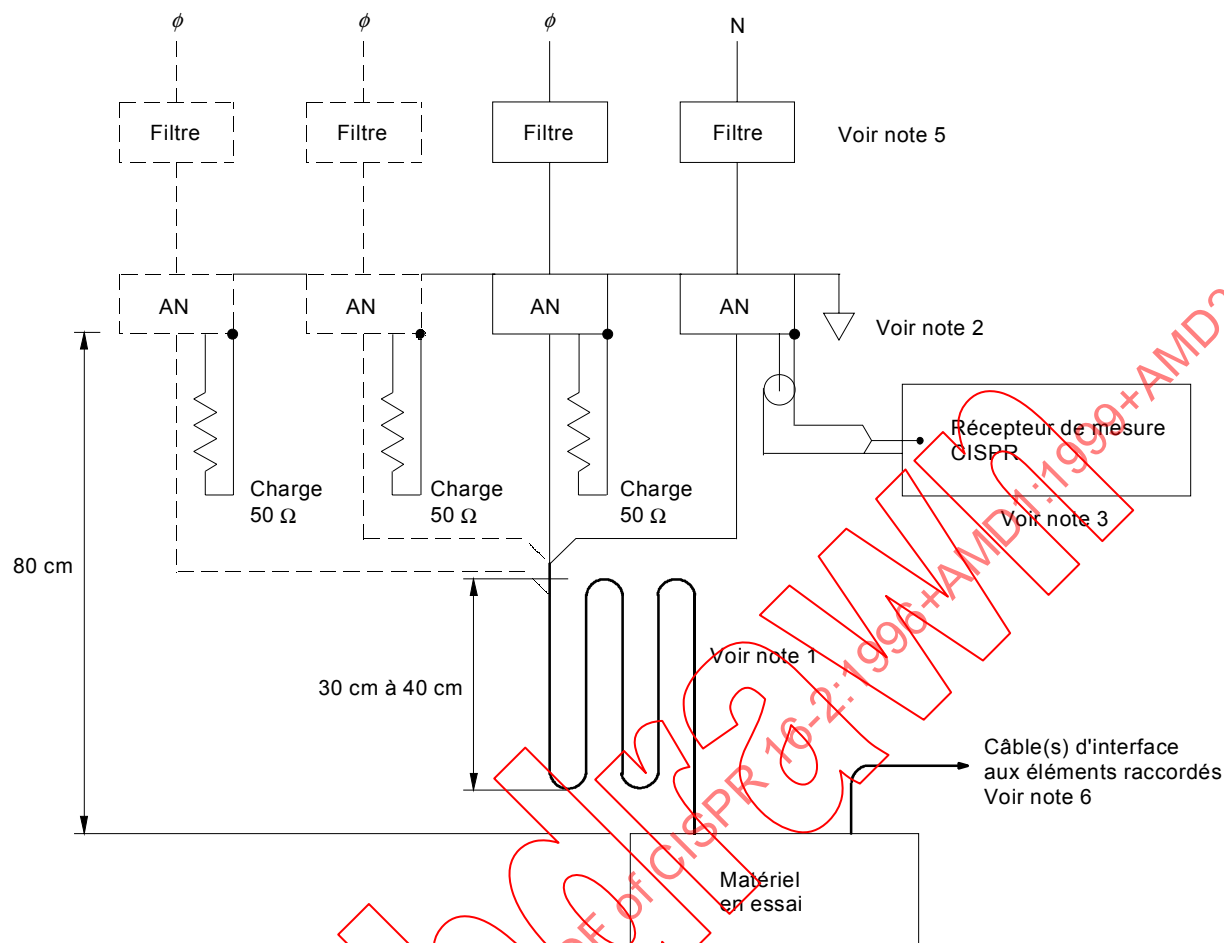 ϕ ϕ ϕ N
Filtre Filtre Filtre Filtre Voir note 5
AN AN AN AN
Voir note 2
Récepteur de mesure
CISPR
Voir note 3
Charge
50 Ω
Charge
50 Ω
Charge
50 Ω
80 cm
30 cm à 40 cm
Voir note 1
Câble(s) d'interface
aux éléments raccordés
Voir note 6
Matériel
en essai
of CISPR 16-2:1996+AMD1:1999+AMD2